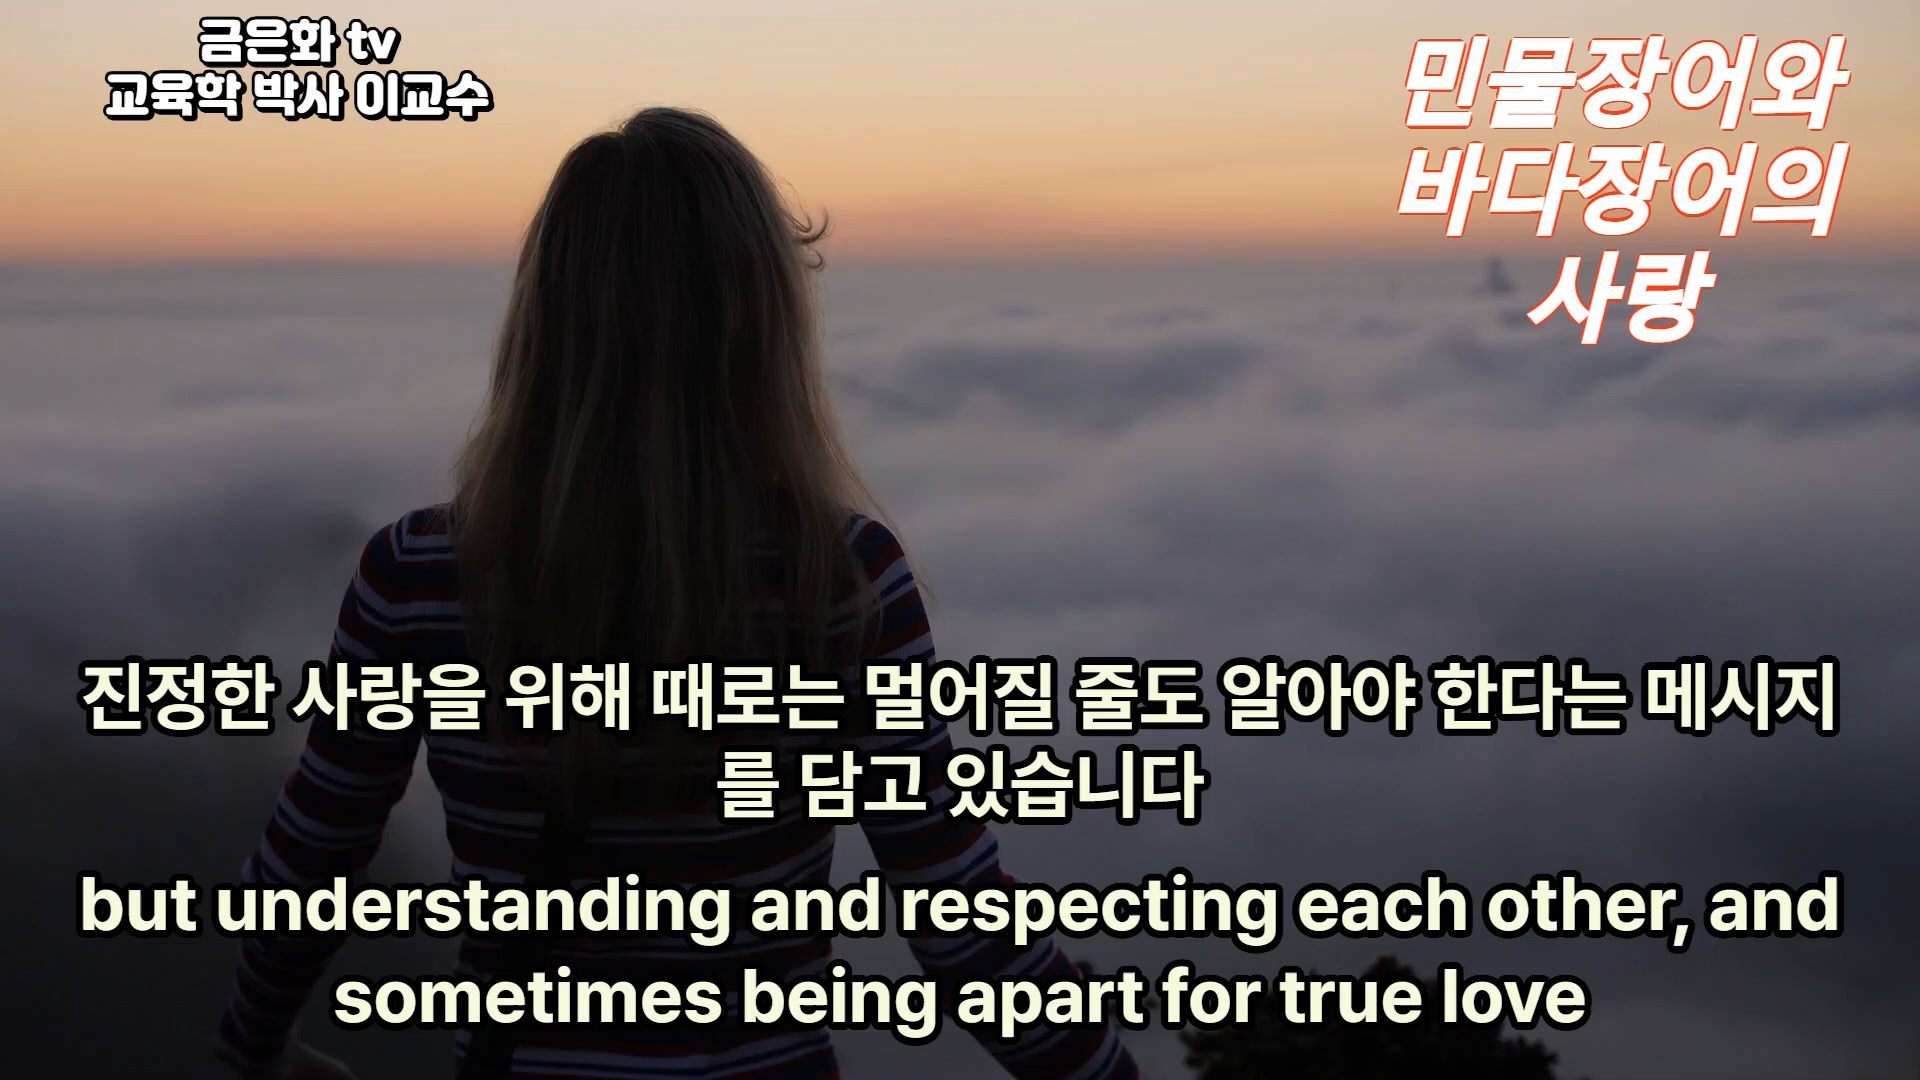 금은화 tv
교육학 박사 이교수
민물장어와
바다장어의
사랑
진정한 사랑을 위해 때로는 멀어질 줄도 알아야 한다는 메시지
를 담고 있습니다
but understanding and respecting each other, and
sometimes being apart for true love